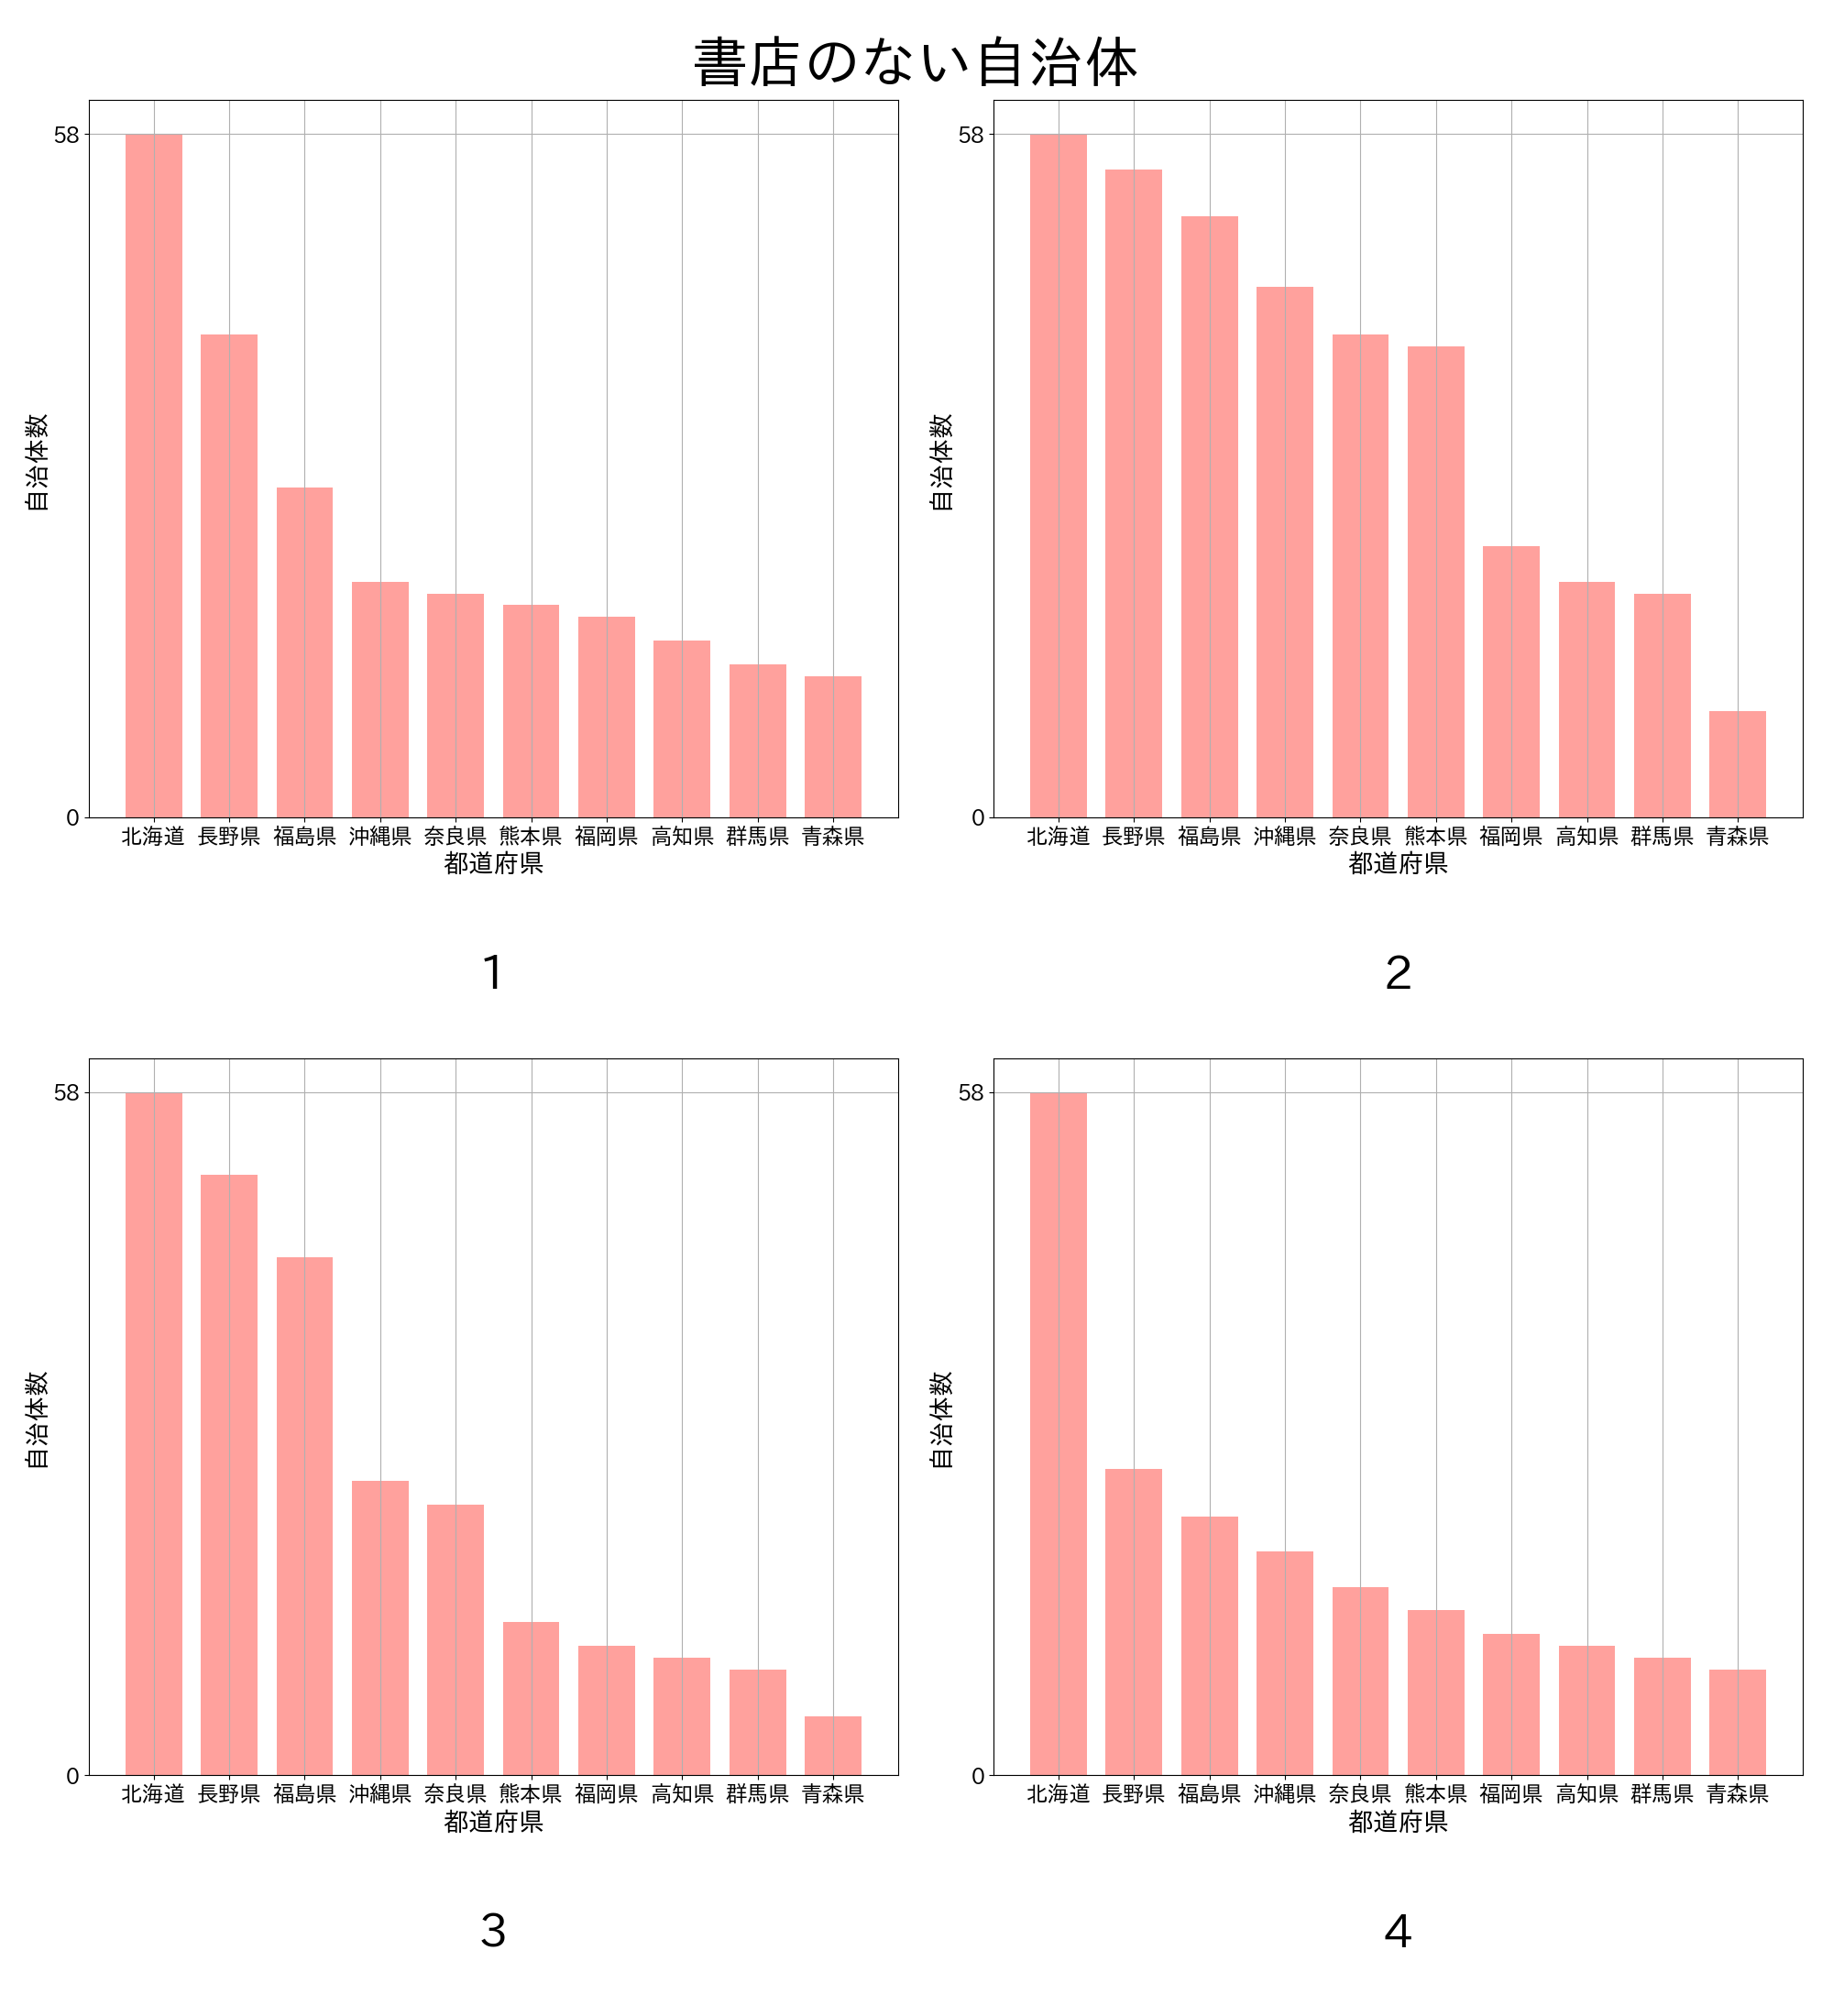 書店のない自治体
58
0
自治体数
北海道 長野県 福島県 沖縄県 奈良県 熊本県 福岡県 高知県 群馬県 青森県
都道府県
1
58
0
自治体数
北海道 長野県 福島県 沖縄県 奈良県 熊本県 福岡県 高知県 群馬県 青森県
都道府県
2
58
0
自治体数
北海道 長野県 福島県 沖縄県 奈良県 熊本県 福岡県 高知県 群馬県 青森県
都道府県
3
58
0
自治体数
北海道 長野県 福島県 沖縄県 奈良県 熊本県 福岡県 高知県 群馬県 青森県
都道府県
4